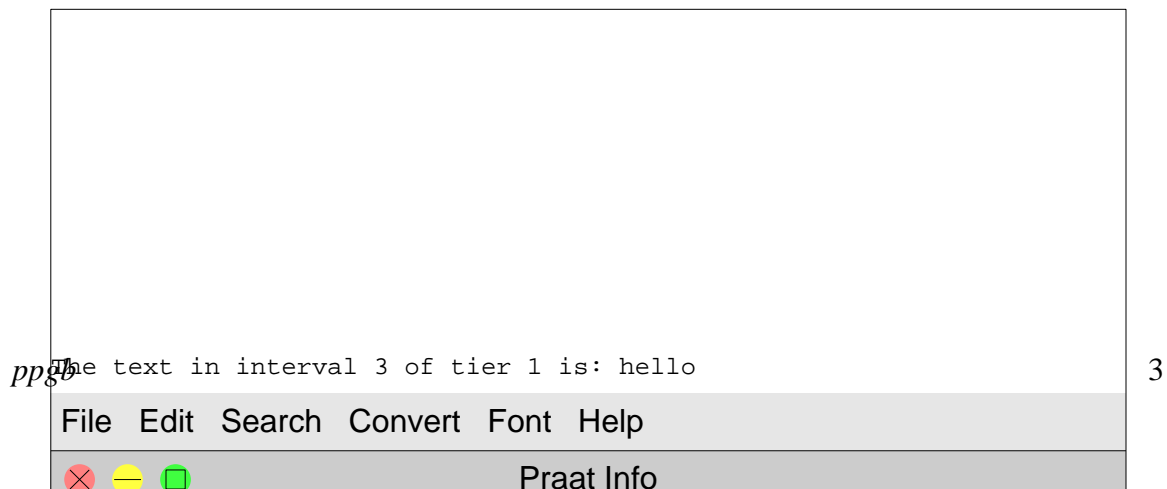 ppgb
The text in interval 3 of tier 1 is: hello
3
File Edit Search Convert Font Help
Praat Info